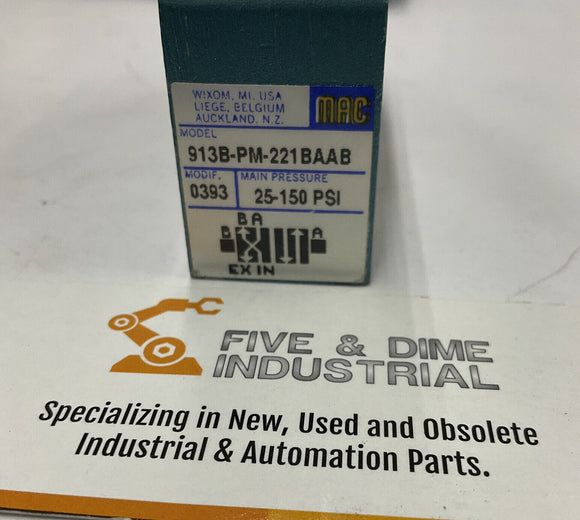 WIXOM, MI. USA
LIEGE, BELGIUM
AUCKLAND, N.Z.
MAC
MODEL
913B-PM-221BAAB
MODIF. MAIN PRESSURE
0393 25-150 PSI
B A
B A
EX IN
FIVE & DIME
INDUSTRIAL
Specializing in New, Used and Obsolete
Industrial & Automation Parts.